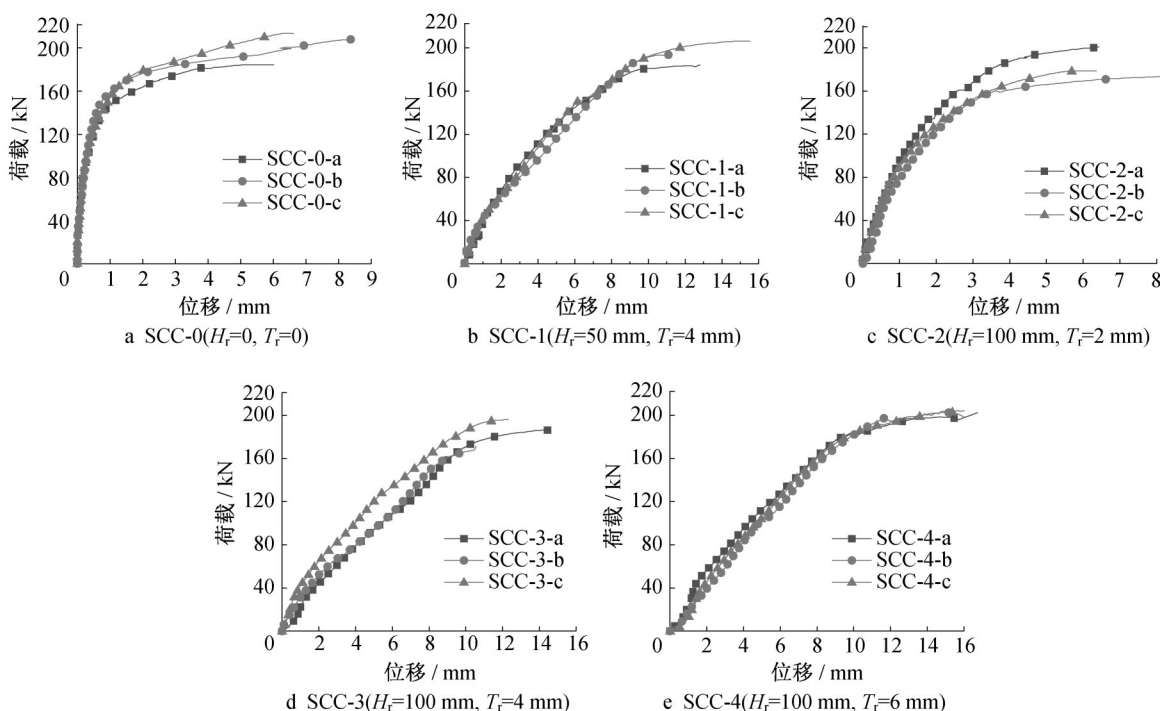 220
200
160
120
80
40
0
荷载 / kN
SCC-0-a
SCC-0-b
SCC-0-c
1 2 3 4 5 6 7 8 9
位移 / mm
a SCC-0(Hr=0, Tr=0)
220
200
160
120
80
40
0
荷载 / kN
SCC-1-a
SCC-1-b
SCC-1-c
2 4 6 8 10 12 14 16
位移 / mm
b SCC-1(Hr=50 mm, Tr=4 mm)
220
200
160
120
80
40
0
荷载 / kN
SCC-2-a
SCC-2-b
SCC-2-c
1 2 3 4 5 6 7 8
位移 / mm
c SCC-2(Hr=100 mm, Tr=2 mm)
220
200
160
120
80
40
0
荷载 / kN
SCC-3-a
SCC-3-b
SCC-3-c
2 4 6 8 10 12 14 16
位移 / mm
d SCC-3(Hr=100 mm, Tr=4 mm)
220
200
160
120
80
40
0
荷载 / kN
SCC-4-a
SCC-4-b
SCC-4-c
2 4 6 8 10 12 14 16
位移 / mm
e SCC-4(Hr=100 mm, Tr=6 mm)